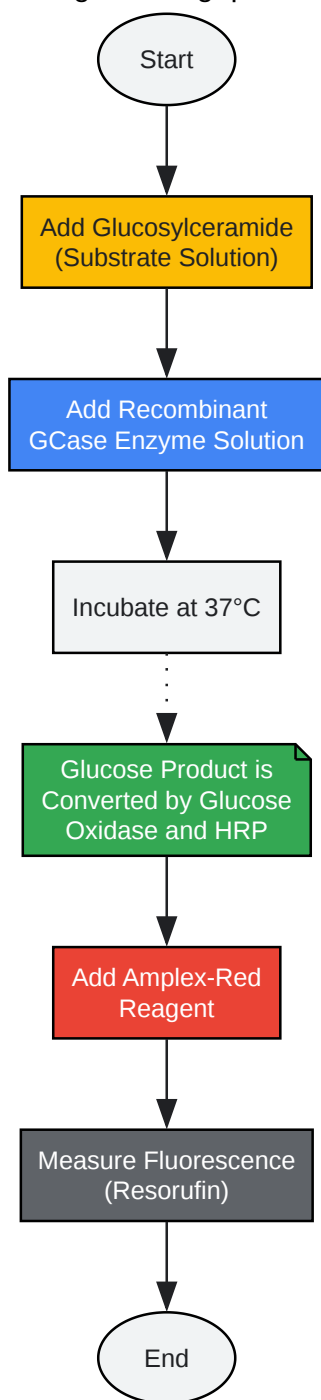 Start
Add Glucosylceramide
(Substrate Solution)
Add Recombinant
GCase Enzyme Solution
Incubate at 37°C
Glucose Product is
Converted by Glucose
Oxidase and HRP
Add Amplex-Red
Reagent
Measure Fluorescence
(Resorufin)
End